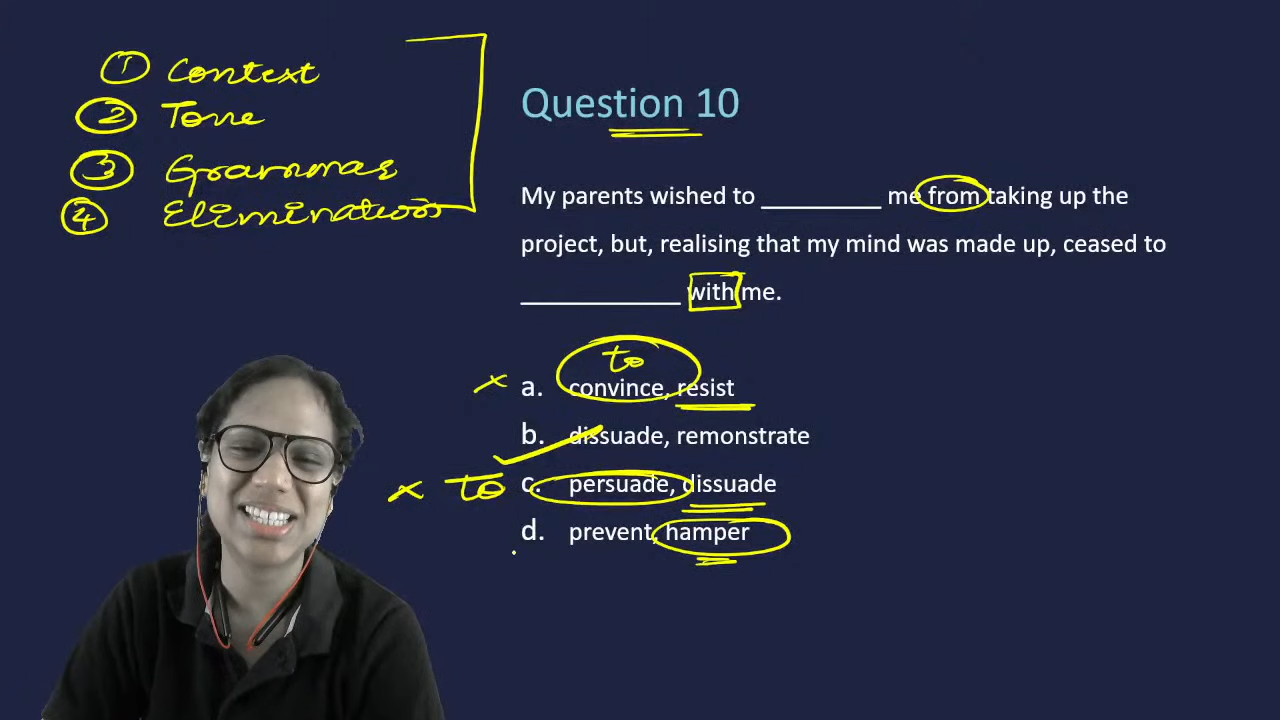 ① Context
② Tone
③ Grammar
④ Elimination
Question 10
My parents wished to __________ me from taking up the
project, but, realising that my mind was made up, ceased to
_____________ with me.
to
× a. convince, resist
b. dissuade, remonstrate
× to c. persuade, dissuade
d. prevent, hamper